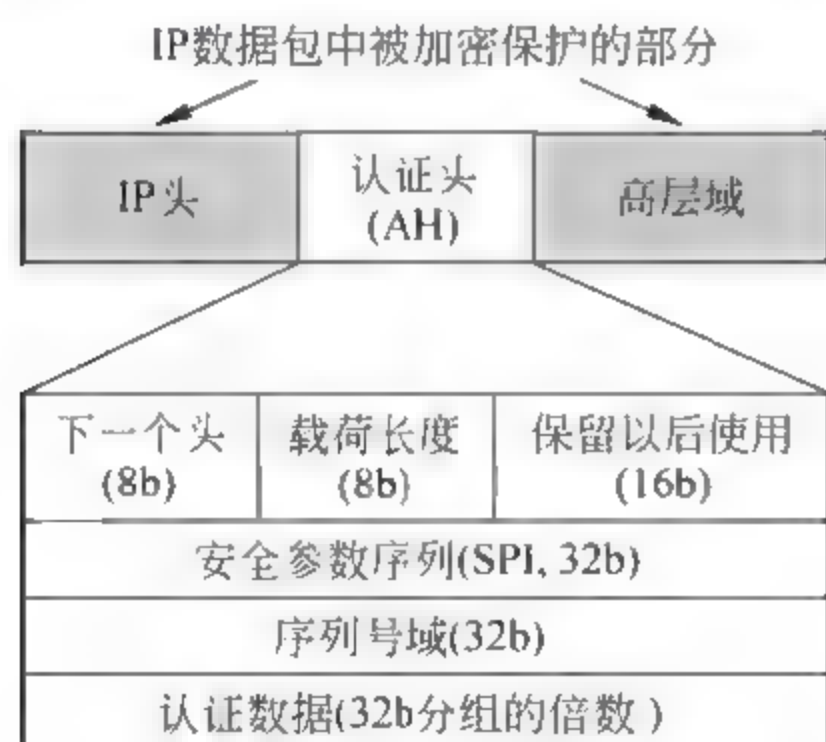 IP数据包中被加密保护的部分
IP头
认证头
(AH)
高层域
下一个头
(8b)
载荷长度
(8b)
保留以后使用
(16b)
安全参数序列(SPI, 32b)
序列号域(32b)
认证数据(32b分组的倍数)